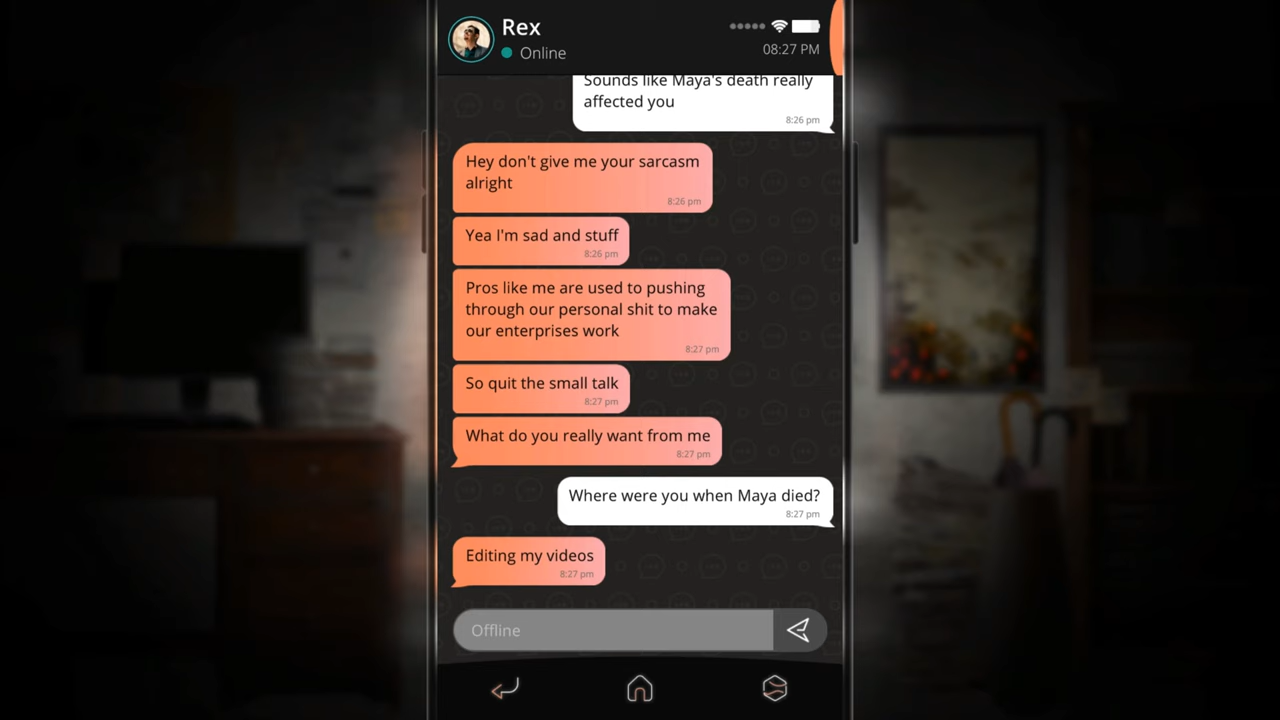 Rex
Online
08:27 PM
Sounds like Maya's death really
affected you
8:26 pm
Hey don't give me your sarcasm
alright
8:26 pm
Yea I'm sad and stuff
8:26 pm
Pros like me are used to pushing
through our personal shit to make
our enterprises work
8:27 pm
So quit the small talk
8:27 pm
What do you really want from me
8:27 pm
Where were you when Maya died?
8:27 pm
Editing my videos
8:27 pm
Offline